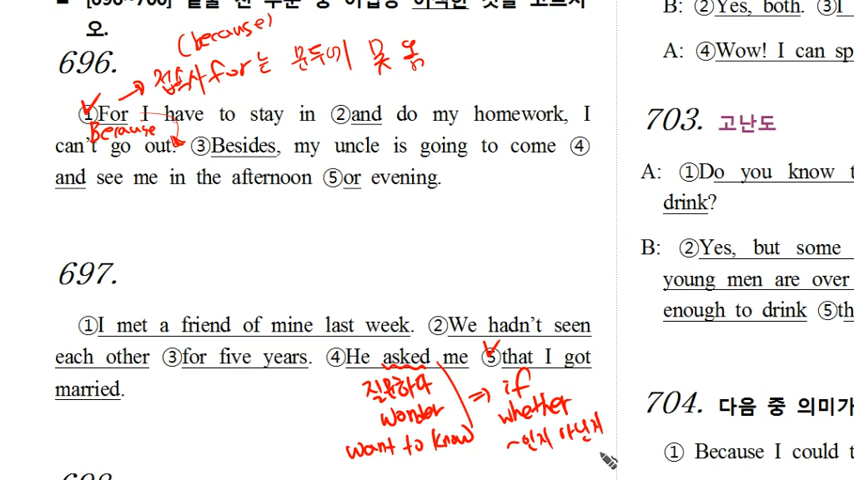 오.
696.
(because)
→ 접속사 for는 문두에 못 옴
①For I have to stay in ②and do my homework, I
Because
can't go out. ③Besides, my uncle is going to come ④
and see me in the afternoon ⑤or evening.
697.
①I met a friend of mine last week. ②We hadn't seen
each other ③for five years. ④He asked me ⑤that I got
married.
질문하다
wonder
want to know
⇒ if
whether
~인지 아닌지
B: ②Yes, both. ③I
A: ④Wow! I can sp
703. 고난도
A: ①Do you know t
drink?
B: ②Yes, but some
young men are over
enough to drink ⑤th
704. 다음 중 의미가
① Because I could t